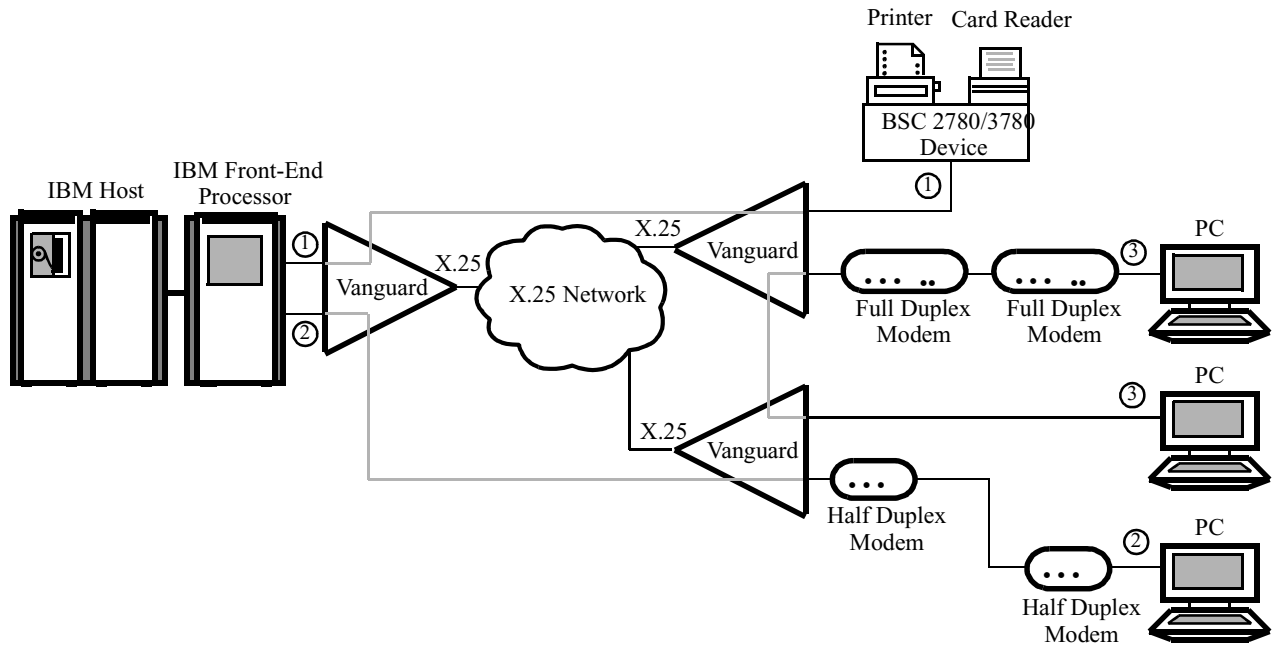 Printer
Card Reader
BSC 2780/3780
Device
1
IBM Host
IBM Front-End
Processor
1
2
Vanguard
X.25
X.25 Network
X.25
Vanguard
Full Duplex
Modem
Full Duplex
Modem
3
PC
X.25
Vanguard
3
PC
Half Duplex
Modem
Half Duplex
Modem
2
PC